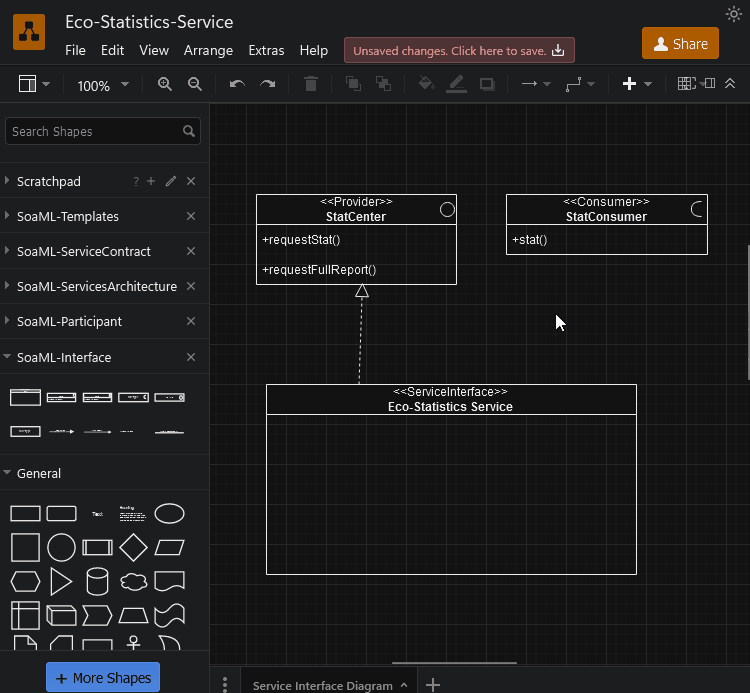 Eco-Statistics-Service
File Edit View Arrange Extras Help
Unsaved changes. Click here to save.
Share
100%
Search Shapes
Scratchpad
?
SoaML-Templates
SoaML-ServiceContract
SoaML-ServicesArchitecture
SoaML-Participant
SoaML-Interface
General
Text
Heading
+ More Shapes
<<Provider>>
StatCenter
+requestStat()
+requestFullReport()
<<Consumer>>
StatConsumer
+stat()
<<ServiceInterface>>
Eco-Statistics Service
Service Interface Diagram